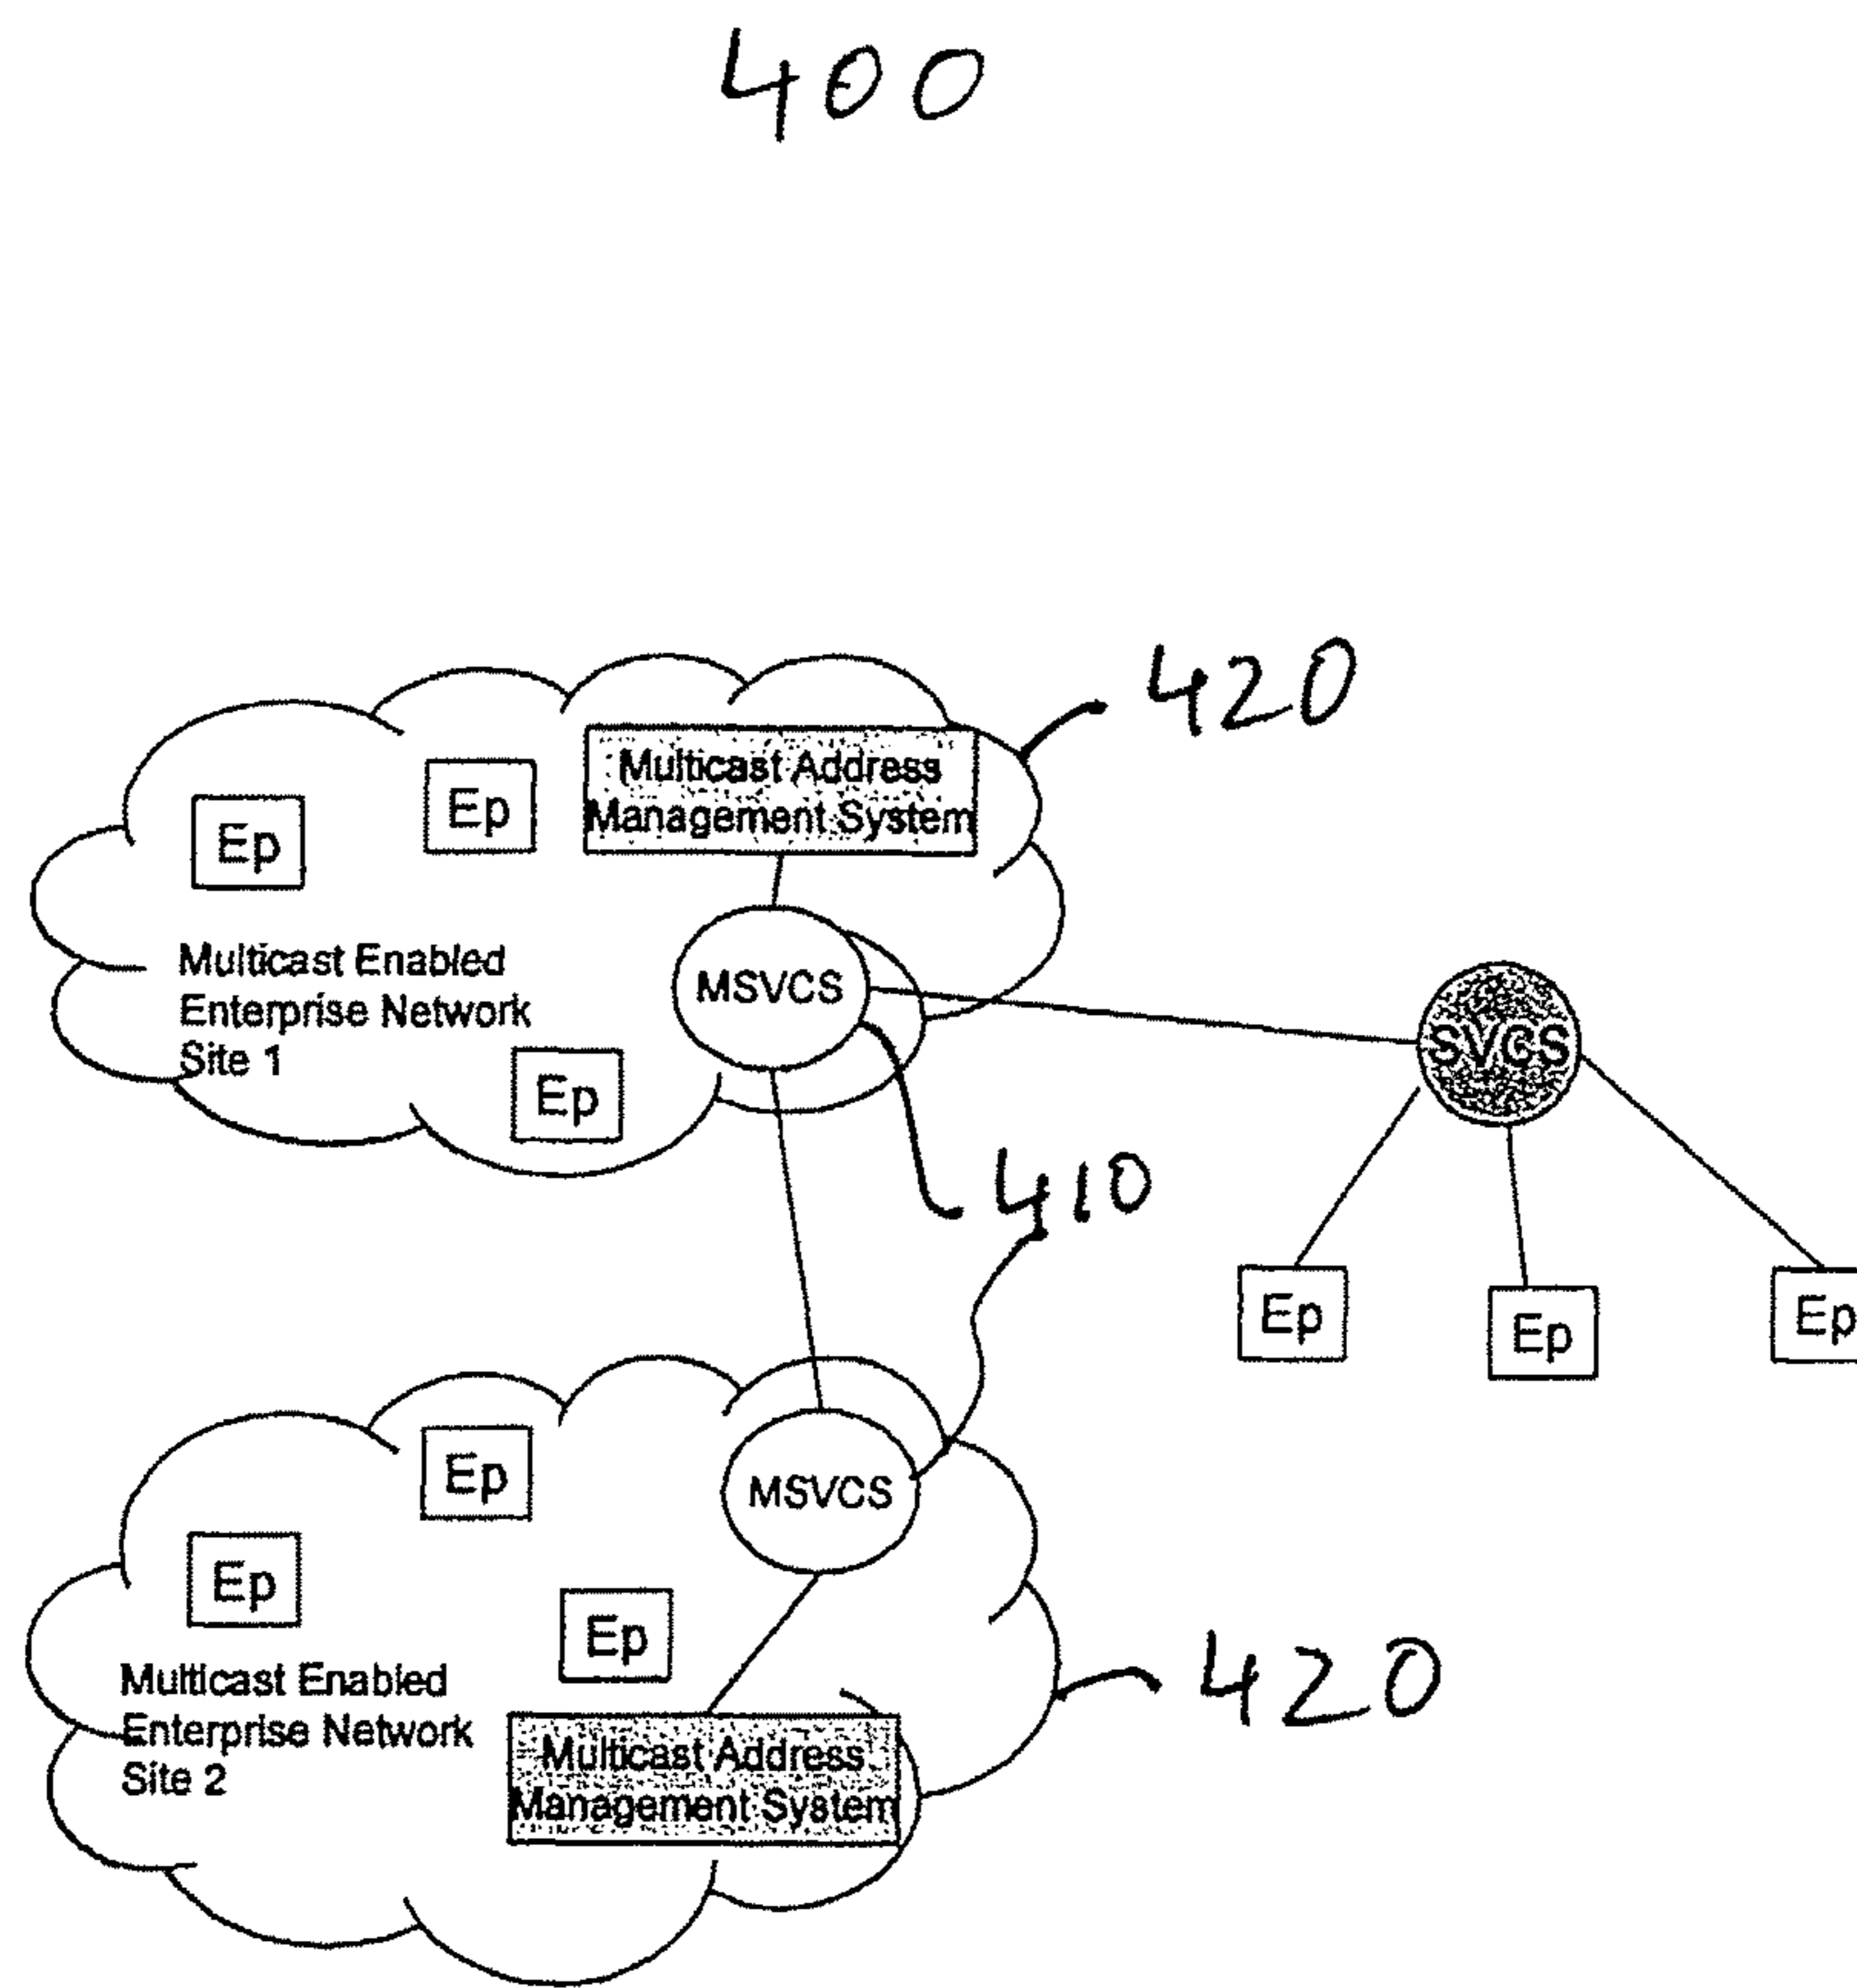 400
420
Multicast Address
Management System
Ep
Ep
Multicast Enabled
Enterprise Network
Site 1
MSVCS
SVCS
Ep
410
Ep
Ep
Ep
Ep
MSVCS
Ep
Ep
Multicast Enabled
Enterprise Network
Site 2
420
Multicast Address
Management System